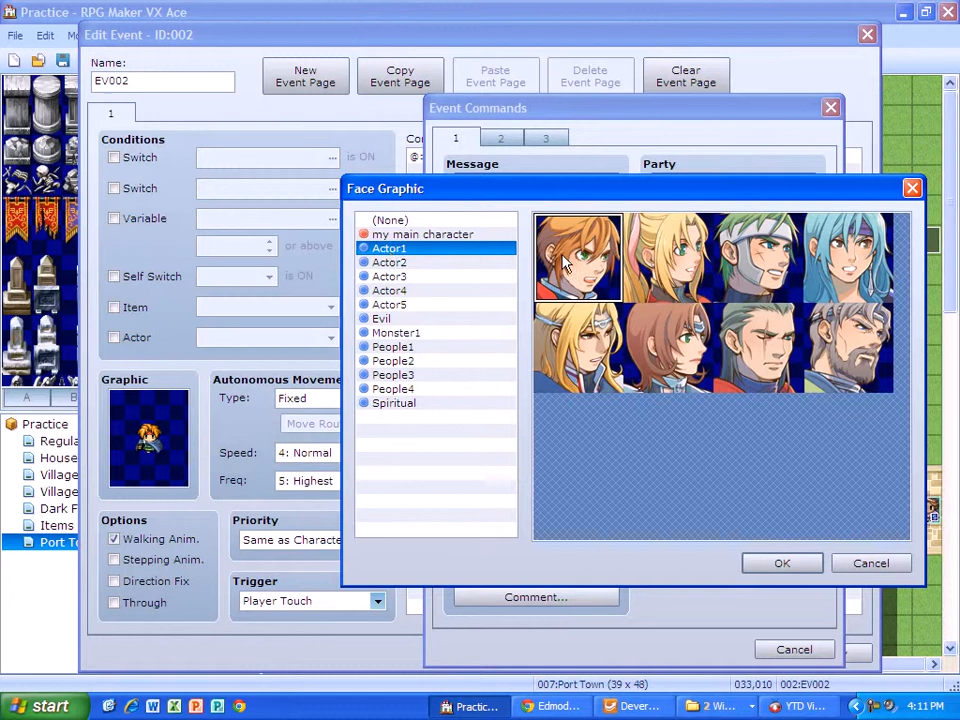 Practice - RPG Maker VX Ace
File Edit
Edit Event - ID:002
Name:
EV002
New
Event Page
Copy
Event Page
Paste
Event Page
Delete
Event Page
Clear
Event Page
1
Conditions
Switch ... is ON
Switch ...
Variable ...
or above
Self Switch is ON
Item
Actor
Graphic
Autonomous Moveme
Type: Fixed
Move Rou
Speed: 4: Normal
Freq: 5: Highest
Options
Walking Anim.
Stepping Anim.
Direction Fix
Through
Priority
Same as Characte
Trigger
Player Touch
Event Commands
1 2 3
Message Party
Face Graphic
(None)
my main character
Actor1
Actor2
Actor3
Actor4
Actor5
Evil
Monster1
People1
People2
People3
People4
Spiritual
OK Cancel
Comment...
Cancel
A B
Practice
Regula
House
Village
Village
Dark F
Items
Port To
007:Port Town (39 x 48) 033,010 002:EV002
start Practic... Edmod... Dever... 2 Wi... YTD Vi... 4:11 PM